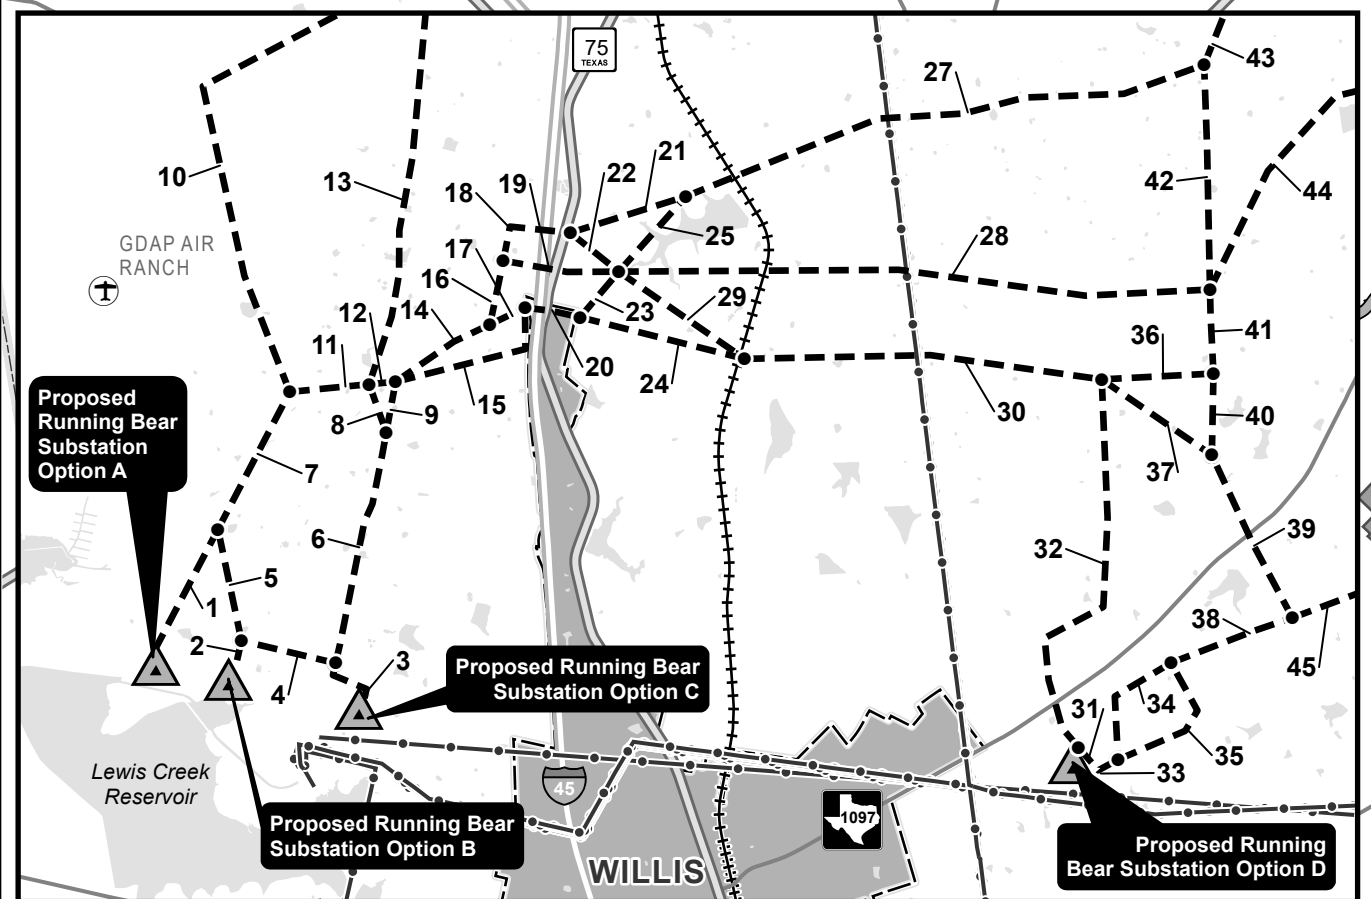 75
TEXAS
43
27
21
22
19
18
10
13
42
44
GDAP AIR
RANCH
17
25
28
16
12
14
23
29
36
41
11
20
24
Proposed
Running Bear
Substation
Option A
8
9
15
30
40
37
7
6
32
39
5
1
2
38
3
Proposed Running Bear
Substation Option C
45
4
31
34
35
33
Lewis Creek
Reservoir
45
1097
Proposed Running Bear
Substation Option B
Proposed Running
Bear Substation Option D
WILLIS